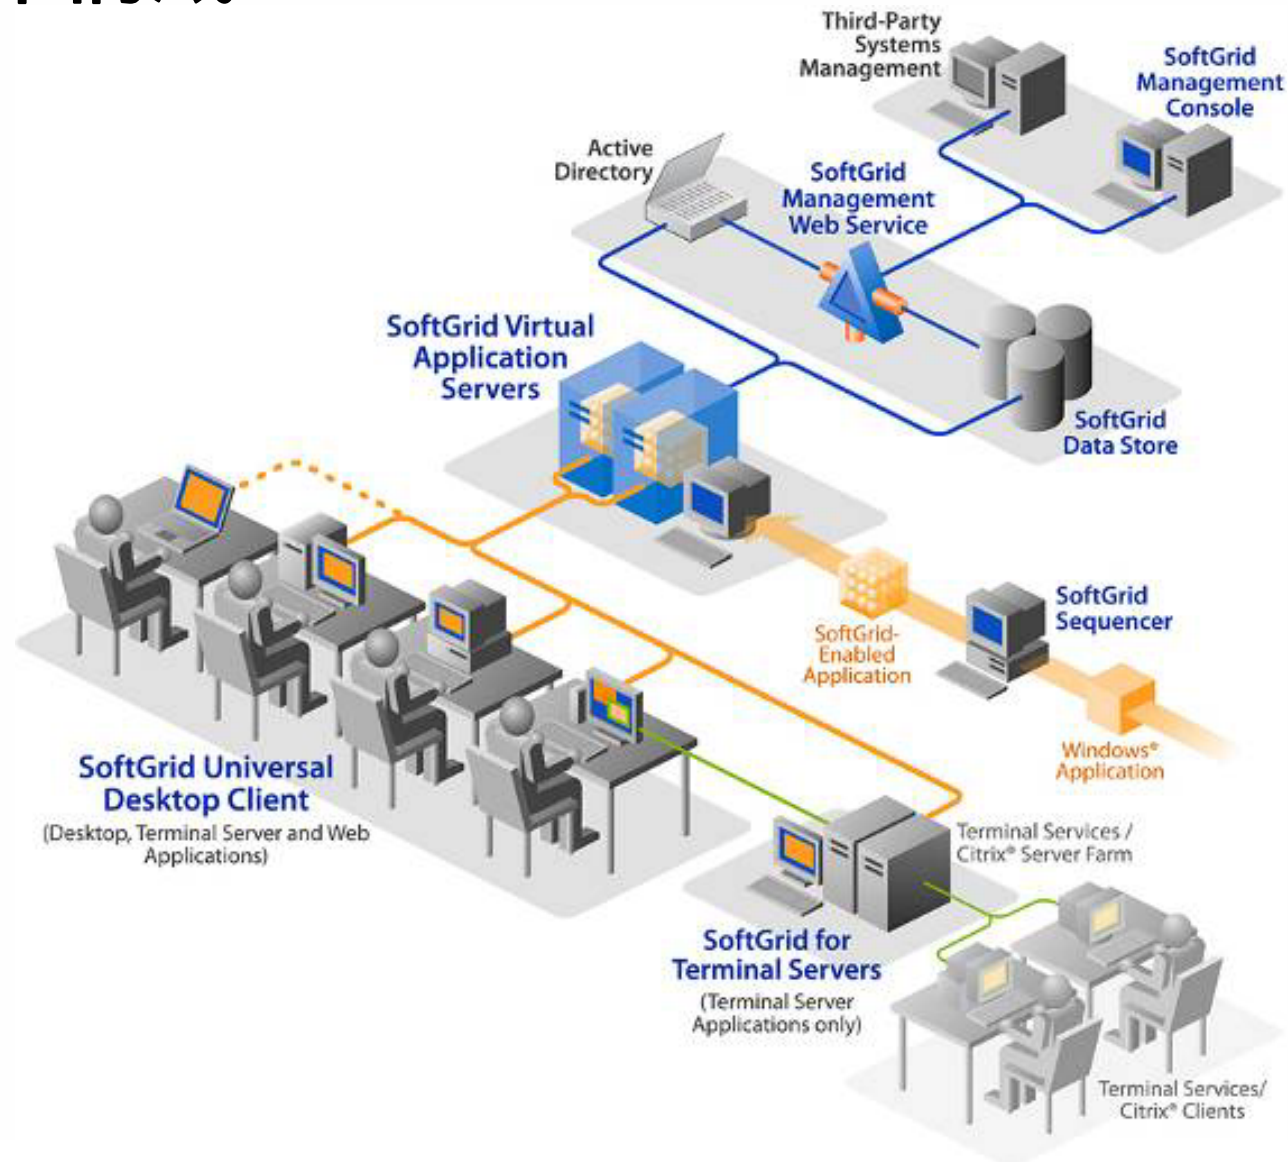 Third-Party
Systems
Management
SoftGrid
Management
Console
Active
Directory
SoftGrid
Management
Web Service
SoftGrid Virtual
Application
Servers
SoftGrid
Data Store
SoftGrid
Sequencer
SoftGrid-
Enabled
Application
Windows®
Application
SoftGrid Universal
Desktop Client
(Desktop, Terminal Server and Web
Applications)
Terminal Services /
Citrix® Server Farm
SoftGrid for
Terminal Servers
(Terminal Server
Applications only)
Terminal Services/
Citrix® Clients